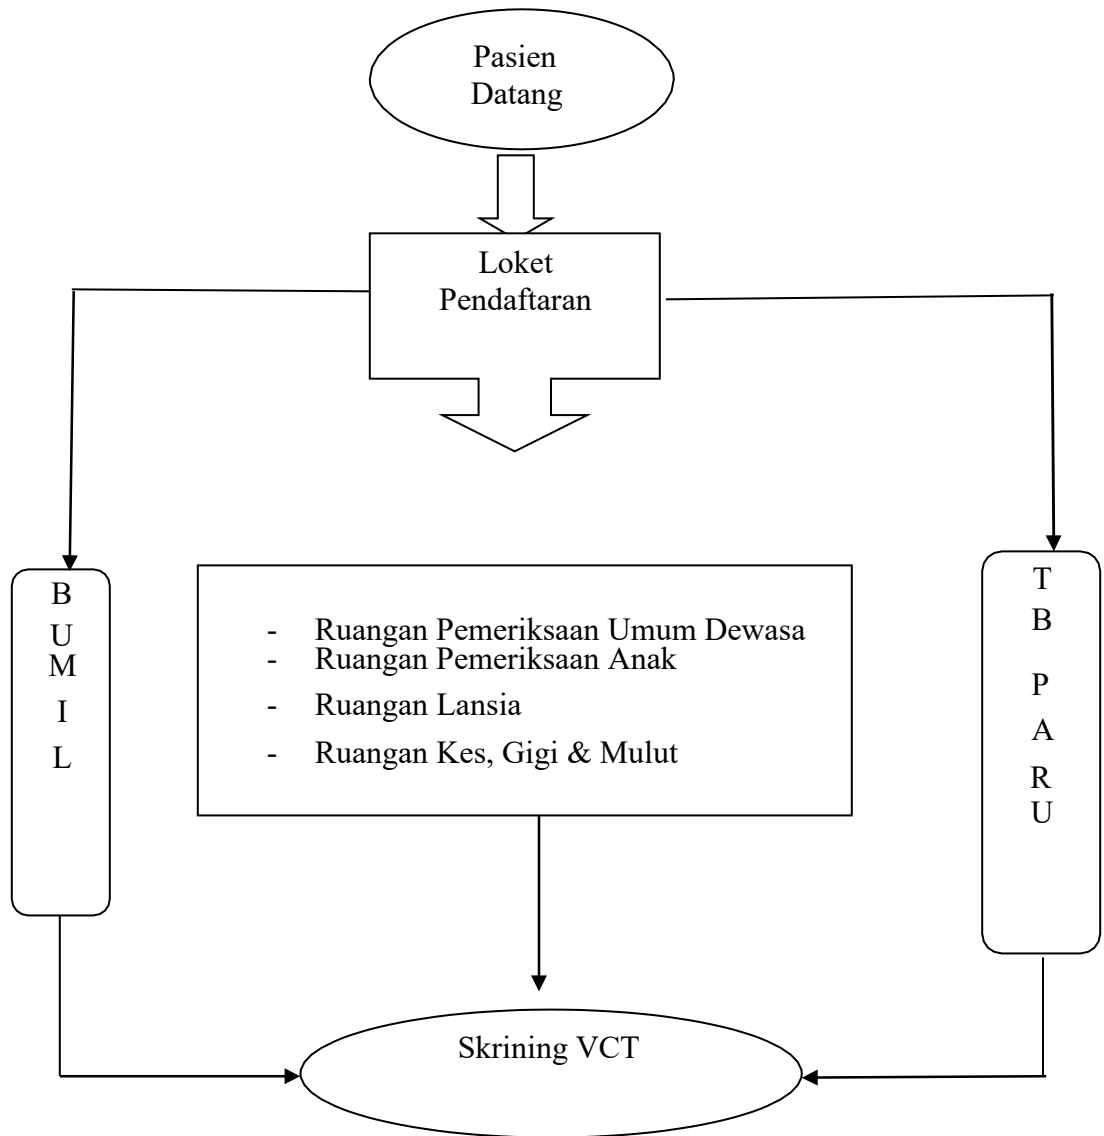 Pasien
Datang
Loket
Pendaftaran
B
U
M
I
L
- Ruangan Pemeriksaan Umum Dewasa
- Ruangan Pemeriksaan Anak
- Ruangan Lansia
- Ruangan Kes, Gigi & Mulut
T
B
P
A
R
U
Skrining VCT